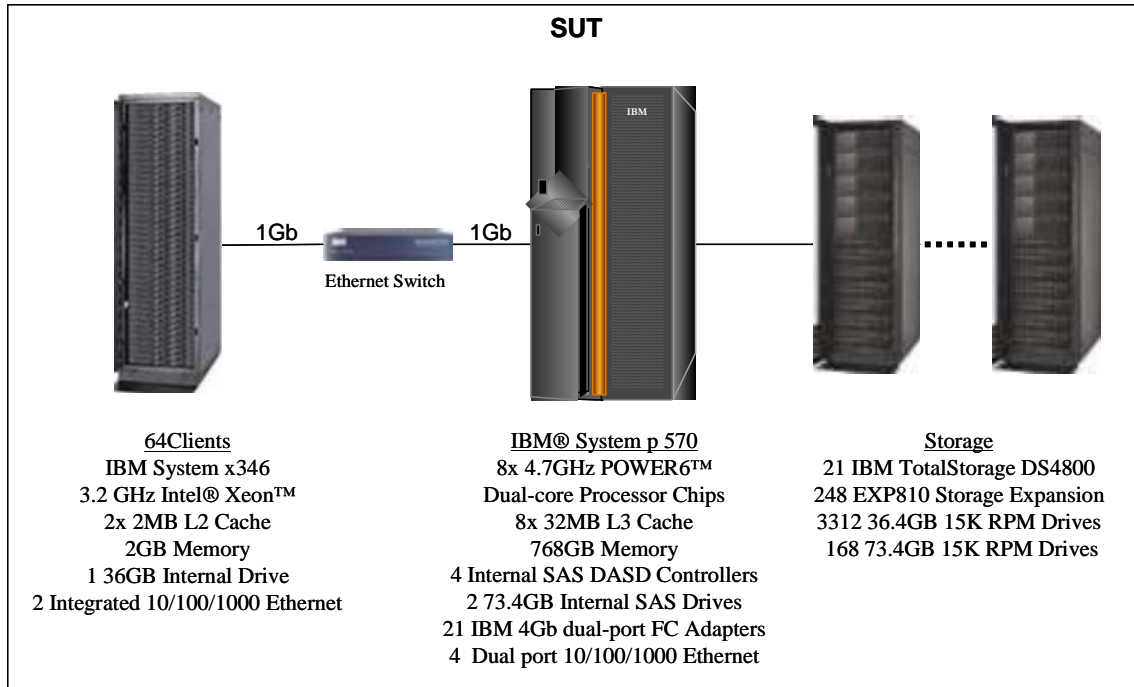 SUT
IBM
1Gb
1Gb
Ethernet Switch
64Clients
IBM System x346
3.2 GHz Intel® Xeon™
2x 2MB L2 Cache
2GB Memory
1 36GB Internal Drive
2 Integrated 10/100/1000 Ethernet
IBM® System p 570
8x 4.7GHz POWER6™
Dual-core Processor Chips
8x 32MB L3 Cache
768GB Memory
4 Internal SAS DASD Controllers
2 73.4GB Internal SAS Drives
21 IBM 4Gb dual-port FC Adapters
4 Dual port 10/100/1000 Ethernet
Storage
21 IBM TotalStorage DS4800
248 EXP810 Storage Expansion
3312 36.4GB 15K RPM Drives
168 73.4GB 15K RPM Drives